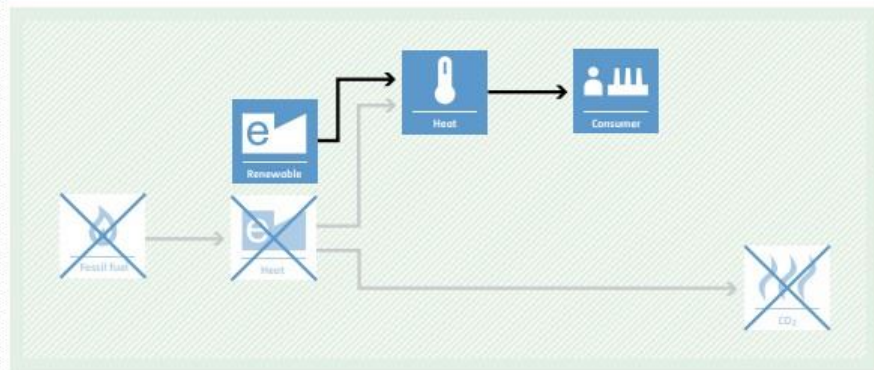 Heat
Consumer
e
Renewable
Fossil fuel
e
Heat
CO₂